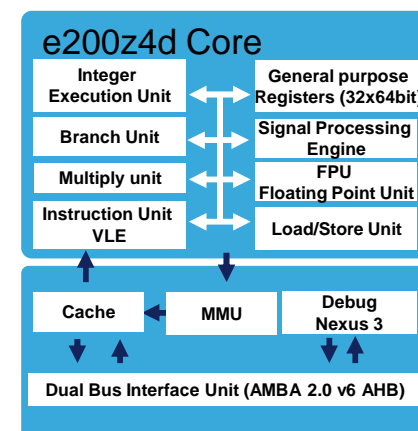 e200z4d Core
Integer
Execution Unit
General purpose
Registers (32x64bit)
Branch Unit
Signal Processing
Engine
Multiply unit
FPU
Floating Point Unit
Instruction Unit
VLE
Load/Store Unit
Cache
MMU
Debug
Nexus 3
Dual Bus Interface Unit (AMBA 2.0 v6 AHB)